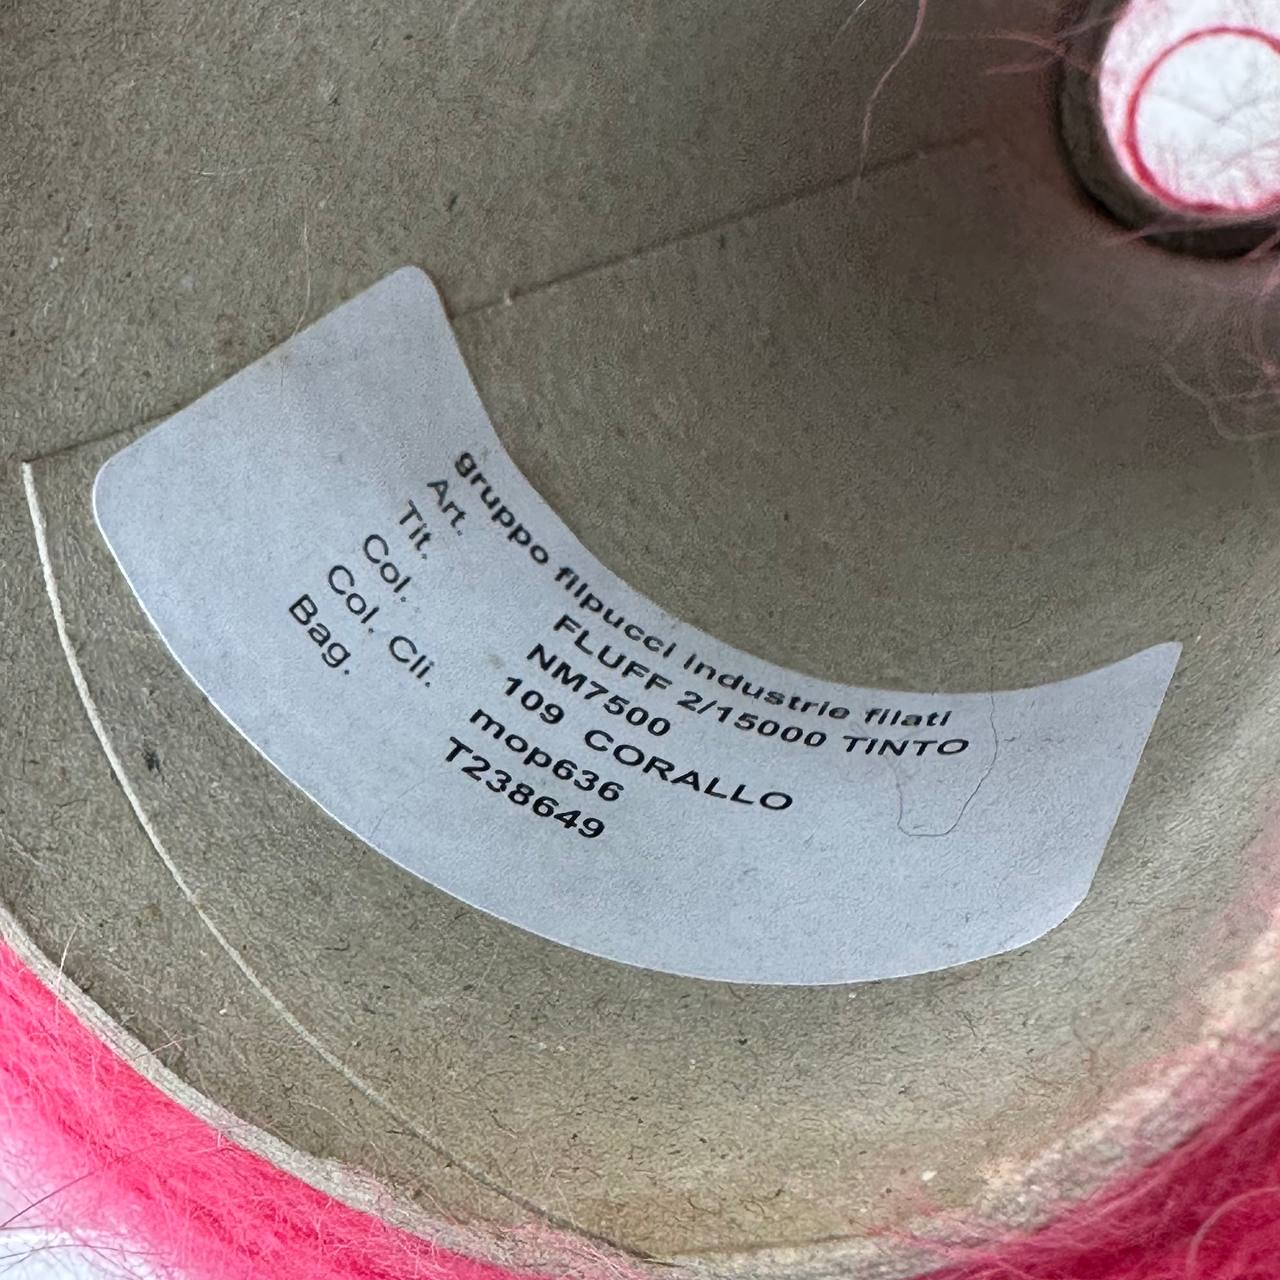 gruppo filpucci industrie filati
Art. FLUFF 2/15000 TINTO
Tit. NM7500
Col. 109 CORALLO
Col. Cli. mop636
Bag. T238649